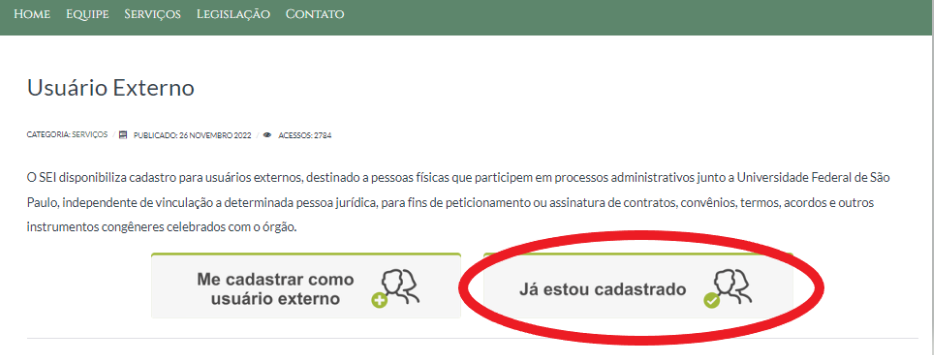 Home Equipe Serviços Legislação Contato
Usuário Externo
CATEGORIA: SERVIÇOS / PUBLICADO: 26 NOVEMBRO 2022 / ACESSOS: 2784
O SEI disponibiliza cadastro para usuários externos, destinado a pessoas físicas que participem em processos administrativos junto a Universidade Federal de São
Paulo, independente de vinculação a determinada pessoa jurídica, para fins de peticionamento ou assinatura de contratos, convênios, termos, acordos e outros
instrumentos congêneres celebrados com o órgão.
Me cadastrar como
usuário externo
Já estou cadastrado